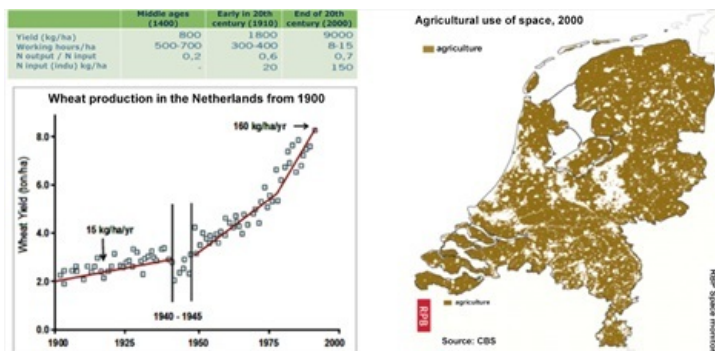 Middle ages (1400) Early in 20th century (1910) End of 20th century (2000)
Yield (kg/ha) 800 1800 9000
Working hours/ha 500-700 300-400 8-15
N output / N input 0,2 0,6 0,7
N input (indu) kg/ha - 20 150
Wheat production in the Netherlands from 1900
160 kg/ha/yr
15 kg/ha/yr
Wheat Yield (ton/ha)
8.0
6.0
4.0
2.0
0.0
1900 1925 1950 1975 2000
1940 - 1945
Agricultural use of space, 2000
agriculture
agriculture
RPB
Source: CBS
RBP Space monitor